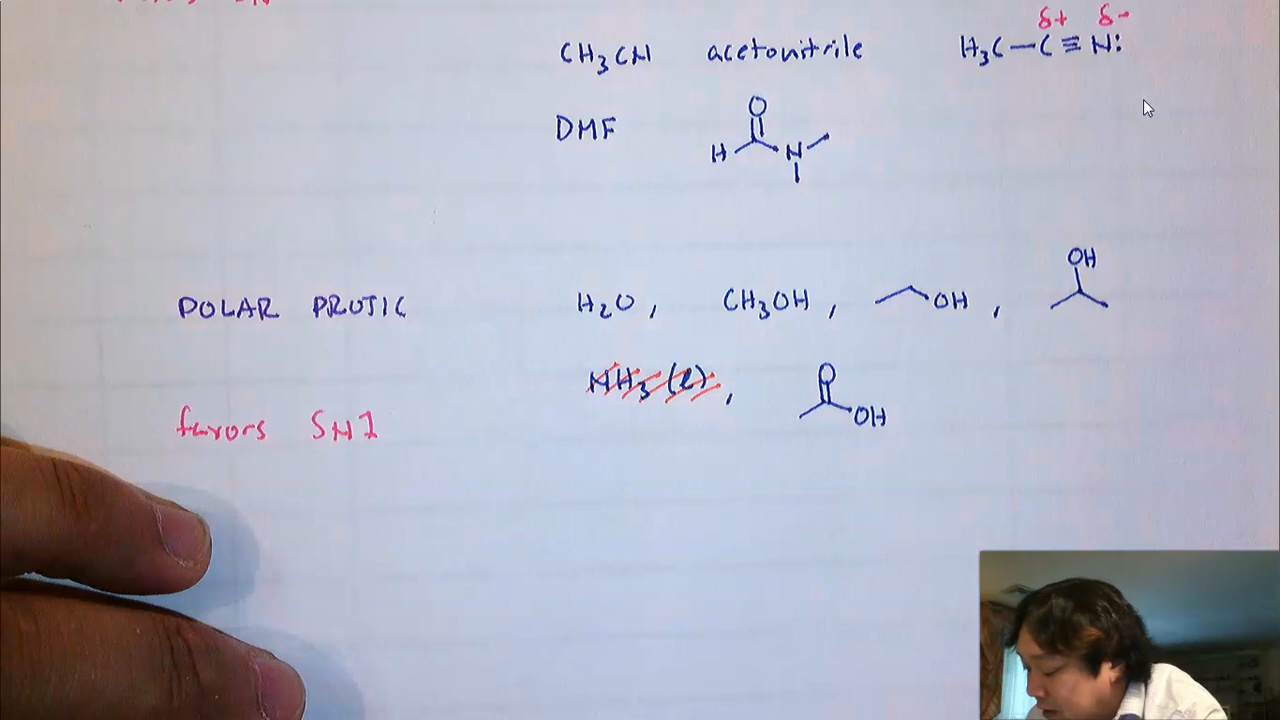 δ+ δ-
CH3CN acetonitrile H3C-C≡N:
DMF
O
H N
OH
POLAR PROTIC H2O, CH3OH, OH,
NH3(l), O
OH
favors SN1